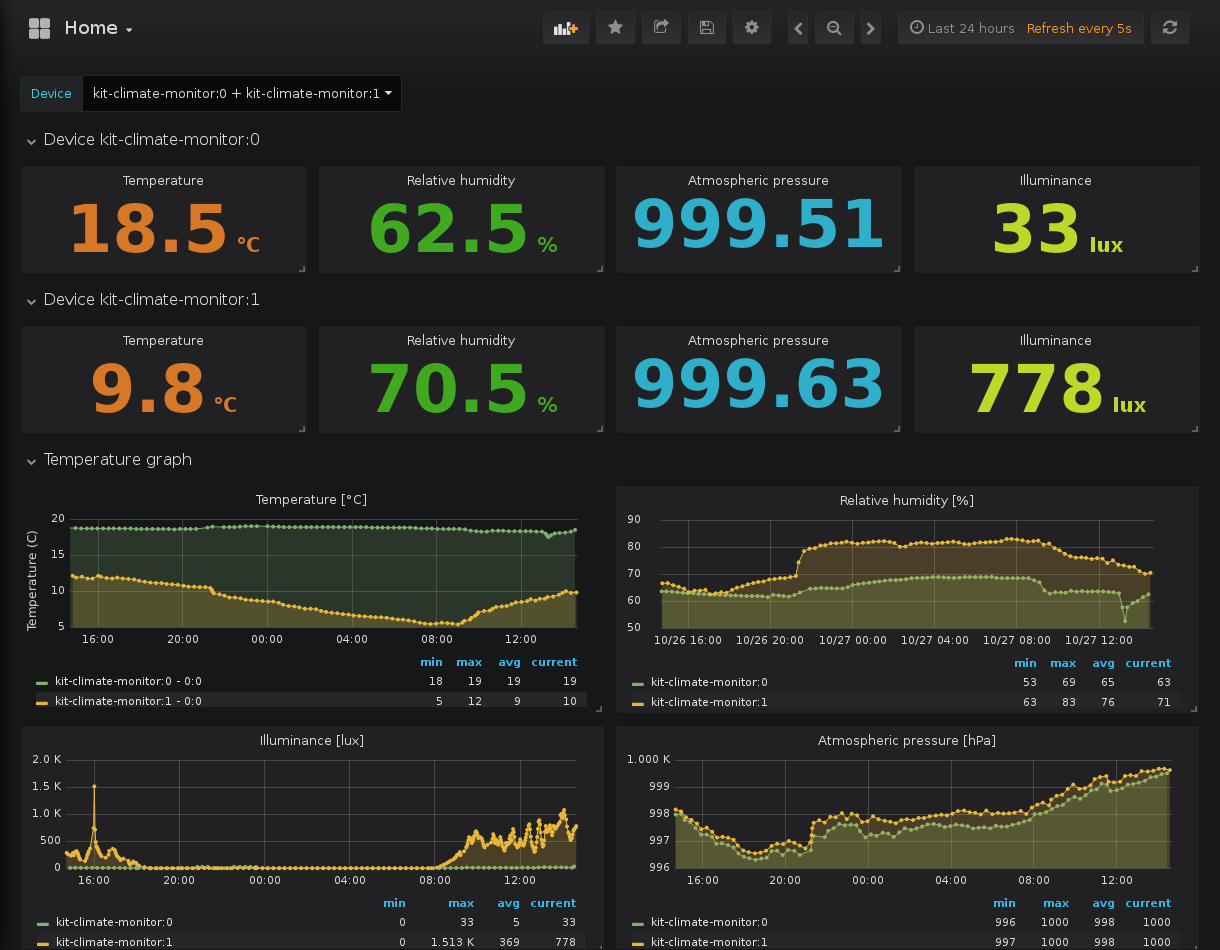 Home
Last 24 hours Refresh every 5s
Device kit-climate-monitor:0 + kit-climate-monitor:1
Device kit-climate-monitor:0
Temperature Relative humidity Atmospheric pressure Illuminance
18.5 °C 62.5 % 999.51 33 lux
Device kit-climate-monitor:1
Temperature Relative humidity Atmospheric pressure Illuminance
9.8 °C 70.5 % 999.63 778 lux
Temperature graph
Temperature [°C]
Temperature (C)
20
15
10
5
16:00 20:00 00:00 04:00 08:00 12:00
min max avg current
kit-climate-monitor:0 - 0:0 18 19 19 19
kit-climate-monitor:1 - 0:0 5 12 9 10
Relative humidity [%]
90
80
70
60
50
10/26 16:00 10/26 20:00 10/27 00:00 10/27 04:00 10/27 08:00 10/27 12:00
min max avg current
kit-climate-monitor:0 53 69 65 63
kit-climate-monitor:1 63 83 76 71
Illuminance [lux]
2.0 K
1.5 K
1.0 K
500
0
16:00 20:00 00:00 04:00 08:00 12:00
min max avg current
kit-climate-monitor:0 0 33 5 33
kit-climate-monitor:1 0 1.513 K 369 778
Atmospheric pressure [hPa]
1.000 K
999
998
997
996
16:00 20:00 00:00 04:00 08:00 12:00
min max avg current
kit-climate-monitor:0 996 1000 998 1000
kit-climate-monitor:1 997 1000 998 1000